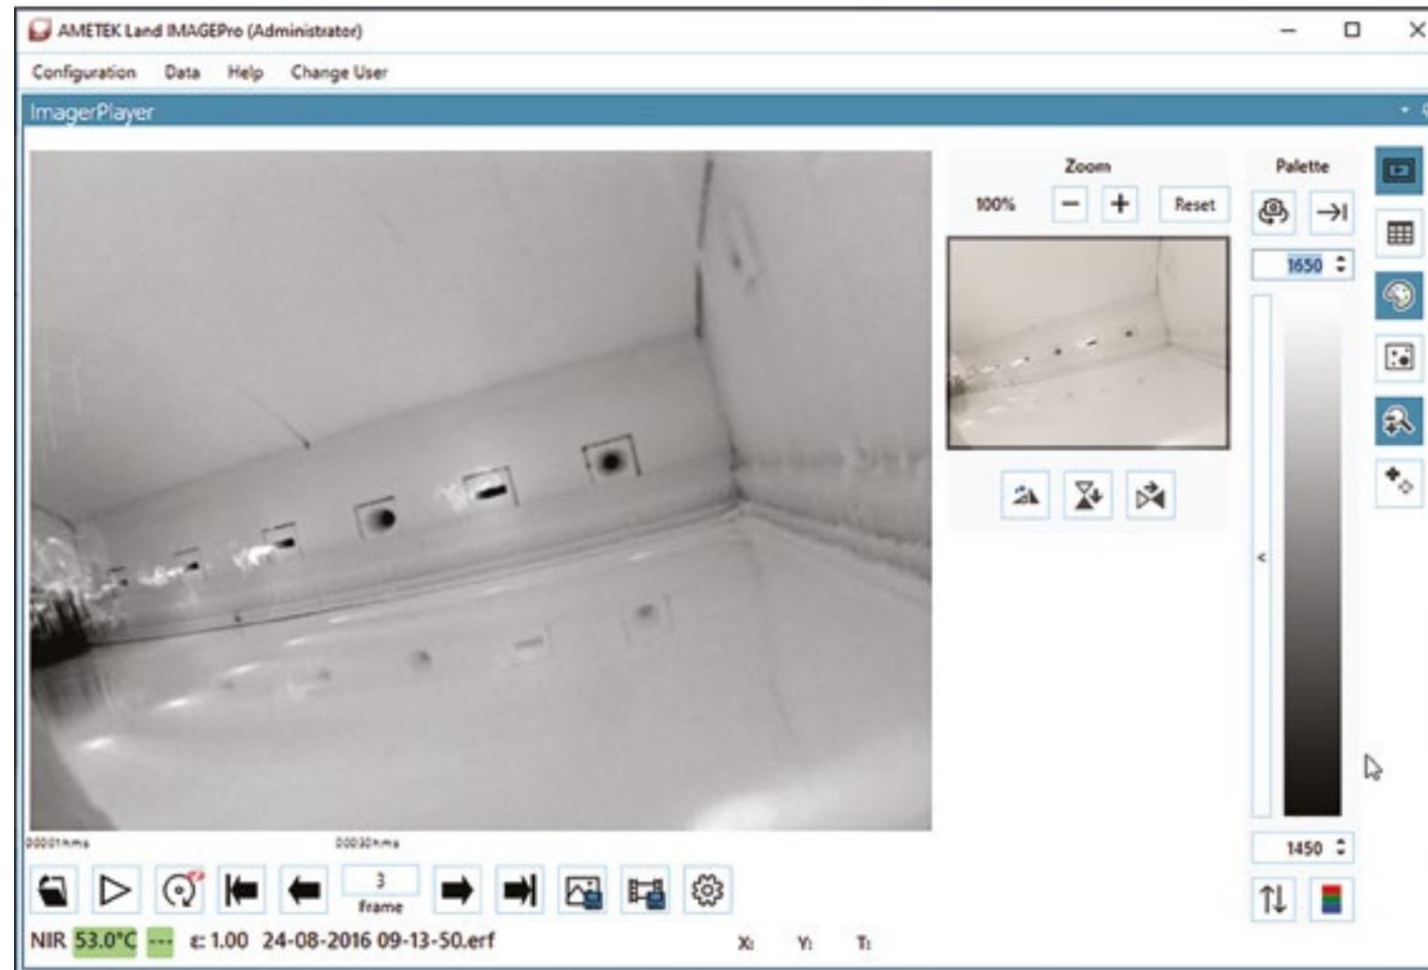 AMETEK Land IMAGEPro (Administrator)
Configuration Data Help Change User
ImagerPlayer
Zoom
100% Reset
Palette
1650
<
1450
3
Frame
NIR 53.0°C --- ε: 1.00 24-08-2016 09-13-50.erf X: Y: T: